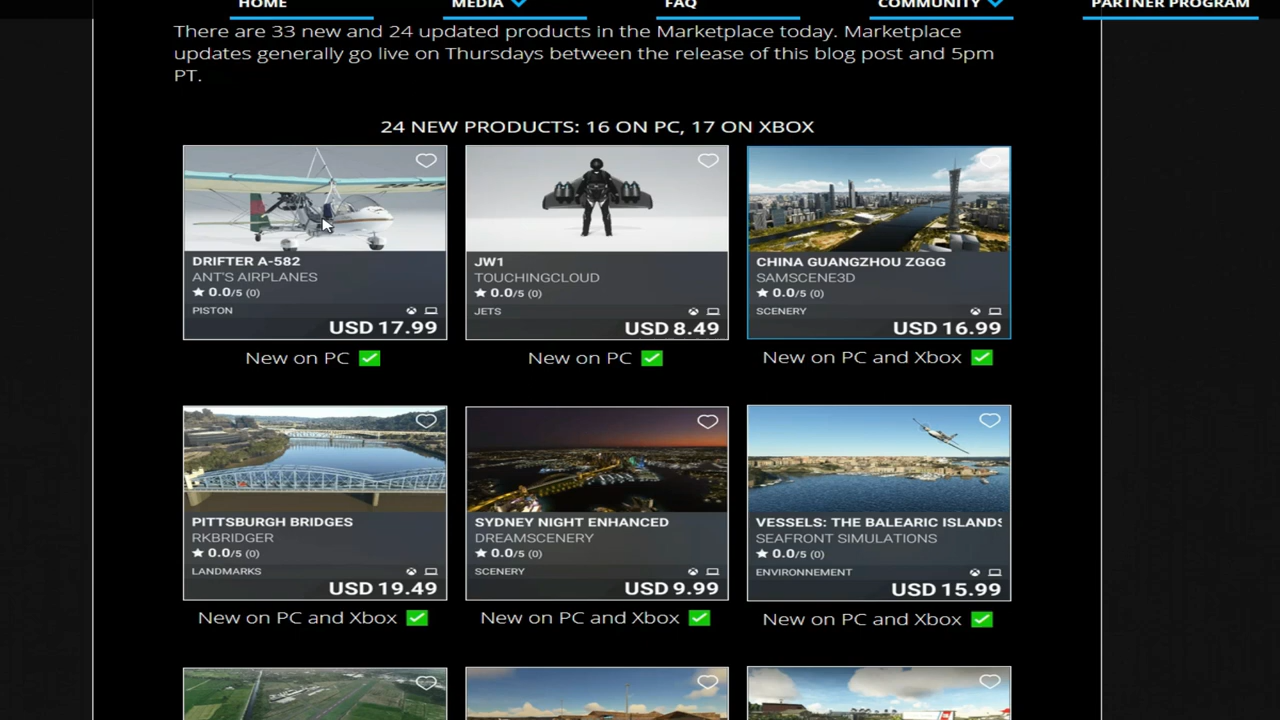 HOME MEDIA FAQ COMMUNITY PARTNER PROGRAM
There are 33 new and 24 updated products in the Marketplace today. Marketplace
updates generally go live on Thursdays between the release of this blog post and 5pm
PT.
24 NEW PRODUCTS: 16 ON PC, 17 ON XBOX
DRIFTER A-582
ANT'S AIRPLANES
★ 0.0/5 (0)
PISTON
USD 17.99
New on PC ✅
JW1
TOUCHINGCLOUD
★ 0.0/5 (0)
JETS
USD 8.49
New on PC ✅
CHINA GUANGZHOU ZGGG
SAMSCENE3D
★ 0.0/5 (0)
SCENERY
USD 16.99
New on PC and Xbox ✅
PITTSBURGH BRIDGES
RKBRIDGER
★ 0.0/5 (0)
LANDMARKS
USD 19.49
New on PC and Xbox ✅
SYDNEY NIGHT ENHANCED
DREAMSCENERY
★ 0.0/5 (0)
SCENERY
USD 9.99
New on PC and Xbox ✅
VESSELS: THE BALEARIC ISLANDS
SEAFRONT SIMULATIONS
★ 0.0/5 (0)
ENVIRONNEMENT
USD 15.99
New on PC and Xbox ✅